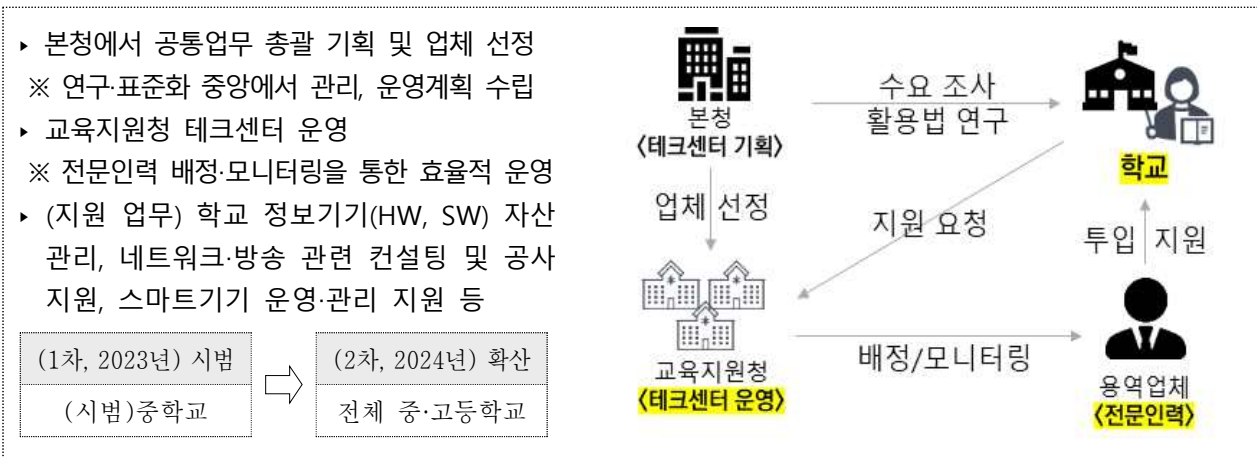 ▸ 본청에서 공통업무 총괄 기획 및 업체 선정
※ 연구·표준화 중앙에서 관리, 운영계획 수립
▸ 교육지원청 테크센터 운영
※ 전문인력 배정·모니터링을 통한 효율적 운영
▸ (지원 업무) 학교 정보기기(HW, SW) 자산
관리, 네트워크·방송 관련 컨설팅 및 공사
지원, 스마트기기 운영·관리 지원 등
(1차, 2023년) 시범
(시범)중학교
(2차, 2024년) 확산
전체 중·고등학교
본청
<테크센터 기획>
수요 조사
활용법 연구
학교
업체 선정
지원 요청
투입 지원
교육지원청
<테크센터 운영>
배정/모니터링
용역업체
<전문인력>